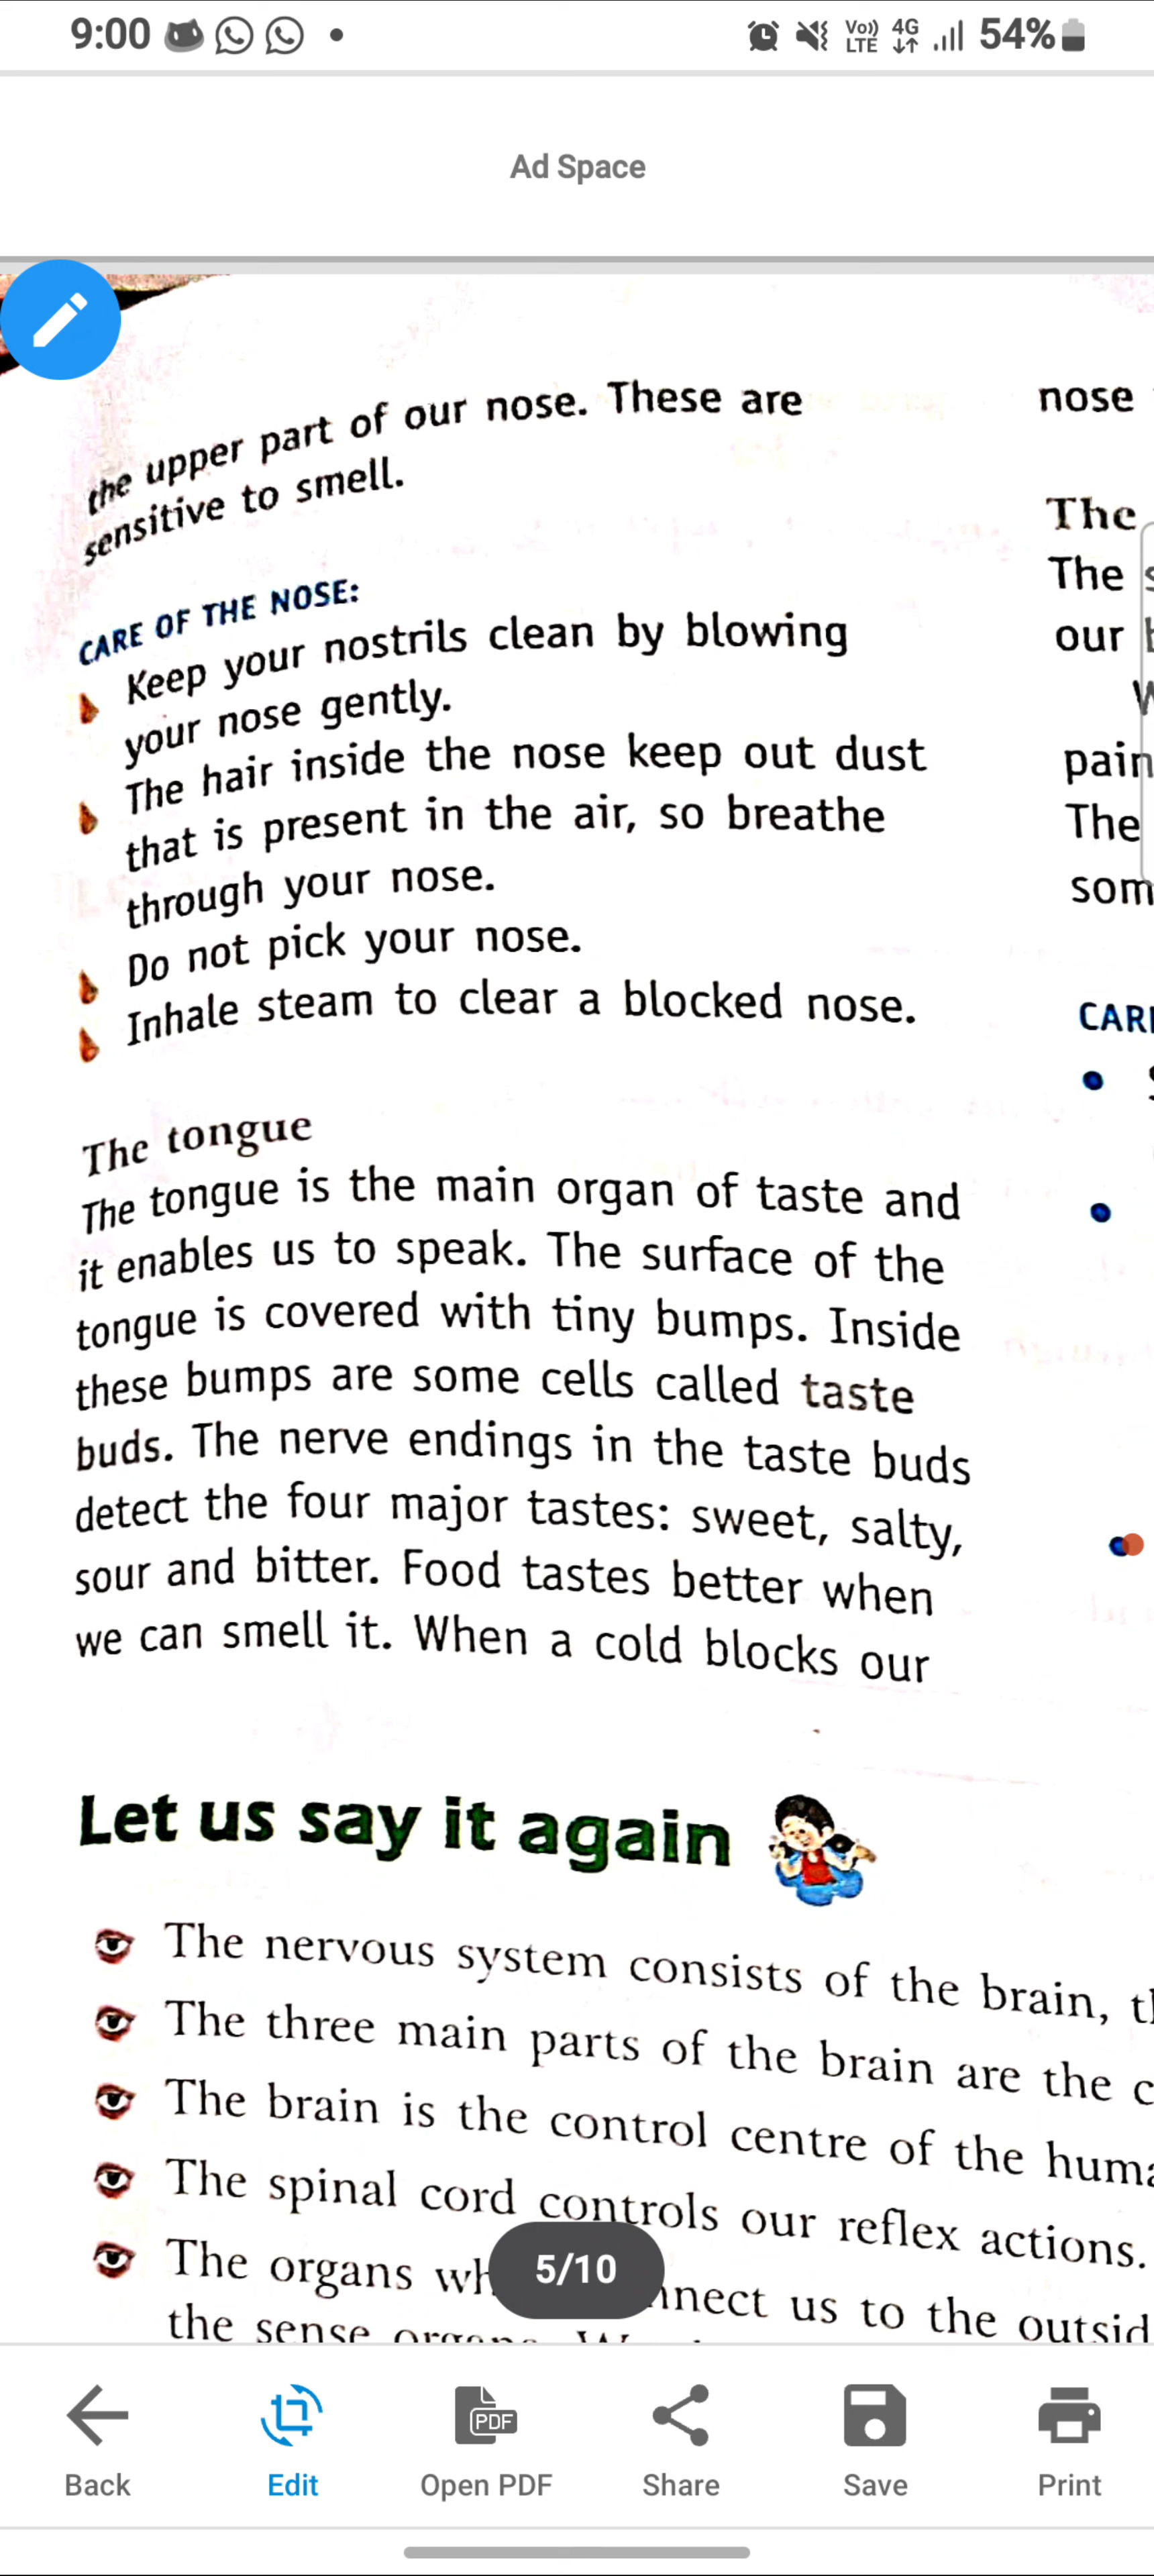 9:00
Vo)) LTE 4G 54%
Ad Space
the upper part of our nose. These are
sensitive to smell.
CARE OF THE NOSE:
Keep your nostrils clean by blowing
your nose gently.
The hair inside the nose keep out dust
that is present in the air, so breathe
through your nose.
Do not pick your nose.
Inhale steam to clear a blocked nose.
The tongue
The tongue is the main organ of taste and
it enables us to speak. The surface of the
tongue is covered with tiny bumps. Inside
these bumps are some cells called taste
buds. The nerve endings in the taste buds
detect the four major tastes: sweet, salty,
sour and bitter. Food tastes better when
we can smell it. When a cold blocks our
nose
The
The
our
pain
The
som
CAR
Let us say it again
The nervous system consists of the brain,
The three main parts of the brain are the c
The brain is the control centre of the huma
The spinal cord controls our reflex actions.
The organs wh nnect us to the outsid
the sense
5/10
Back
Edit
PDF
Open PDF
Share
Save
Print